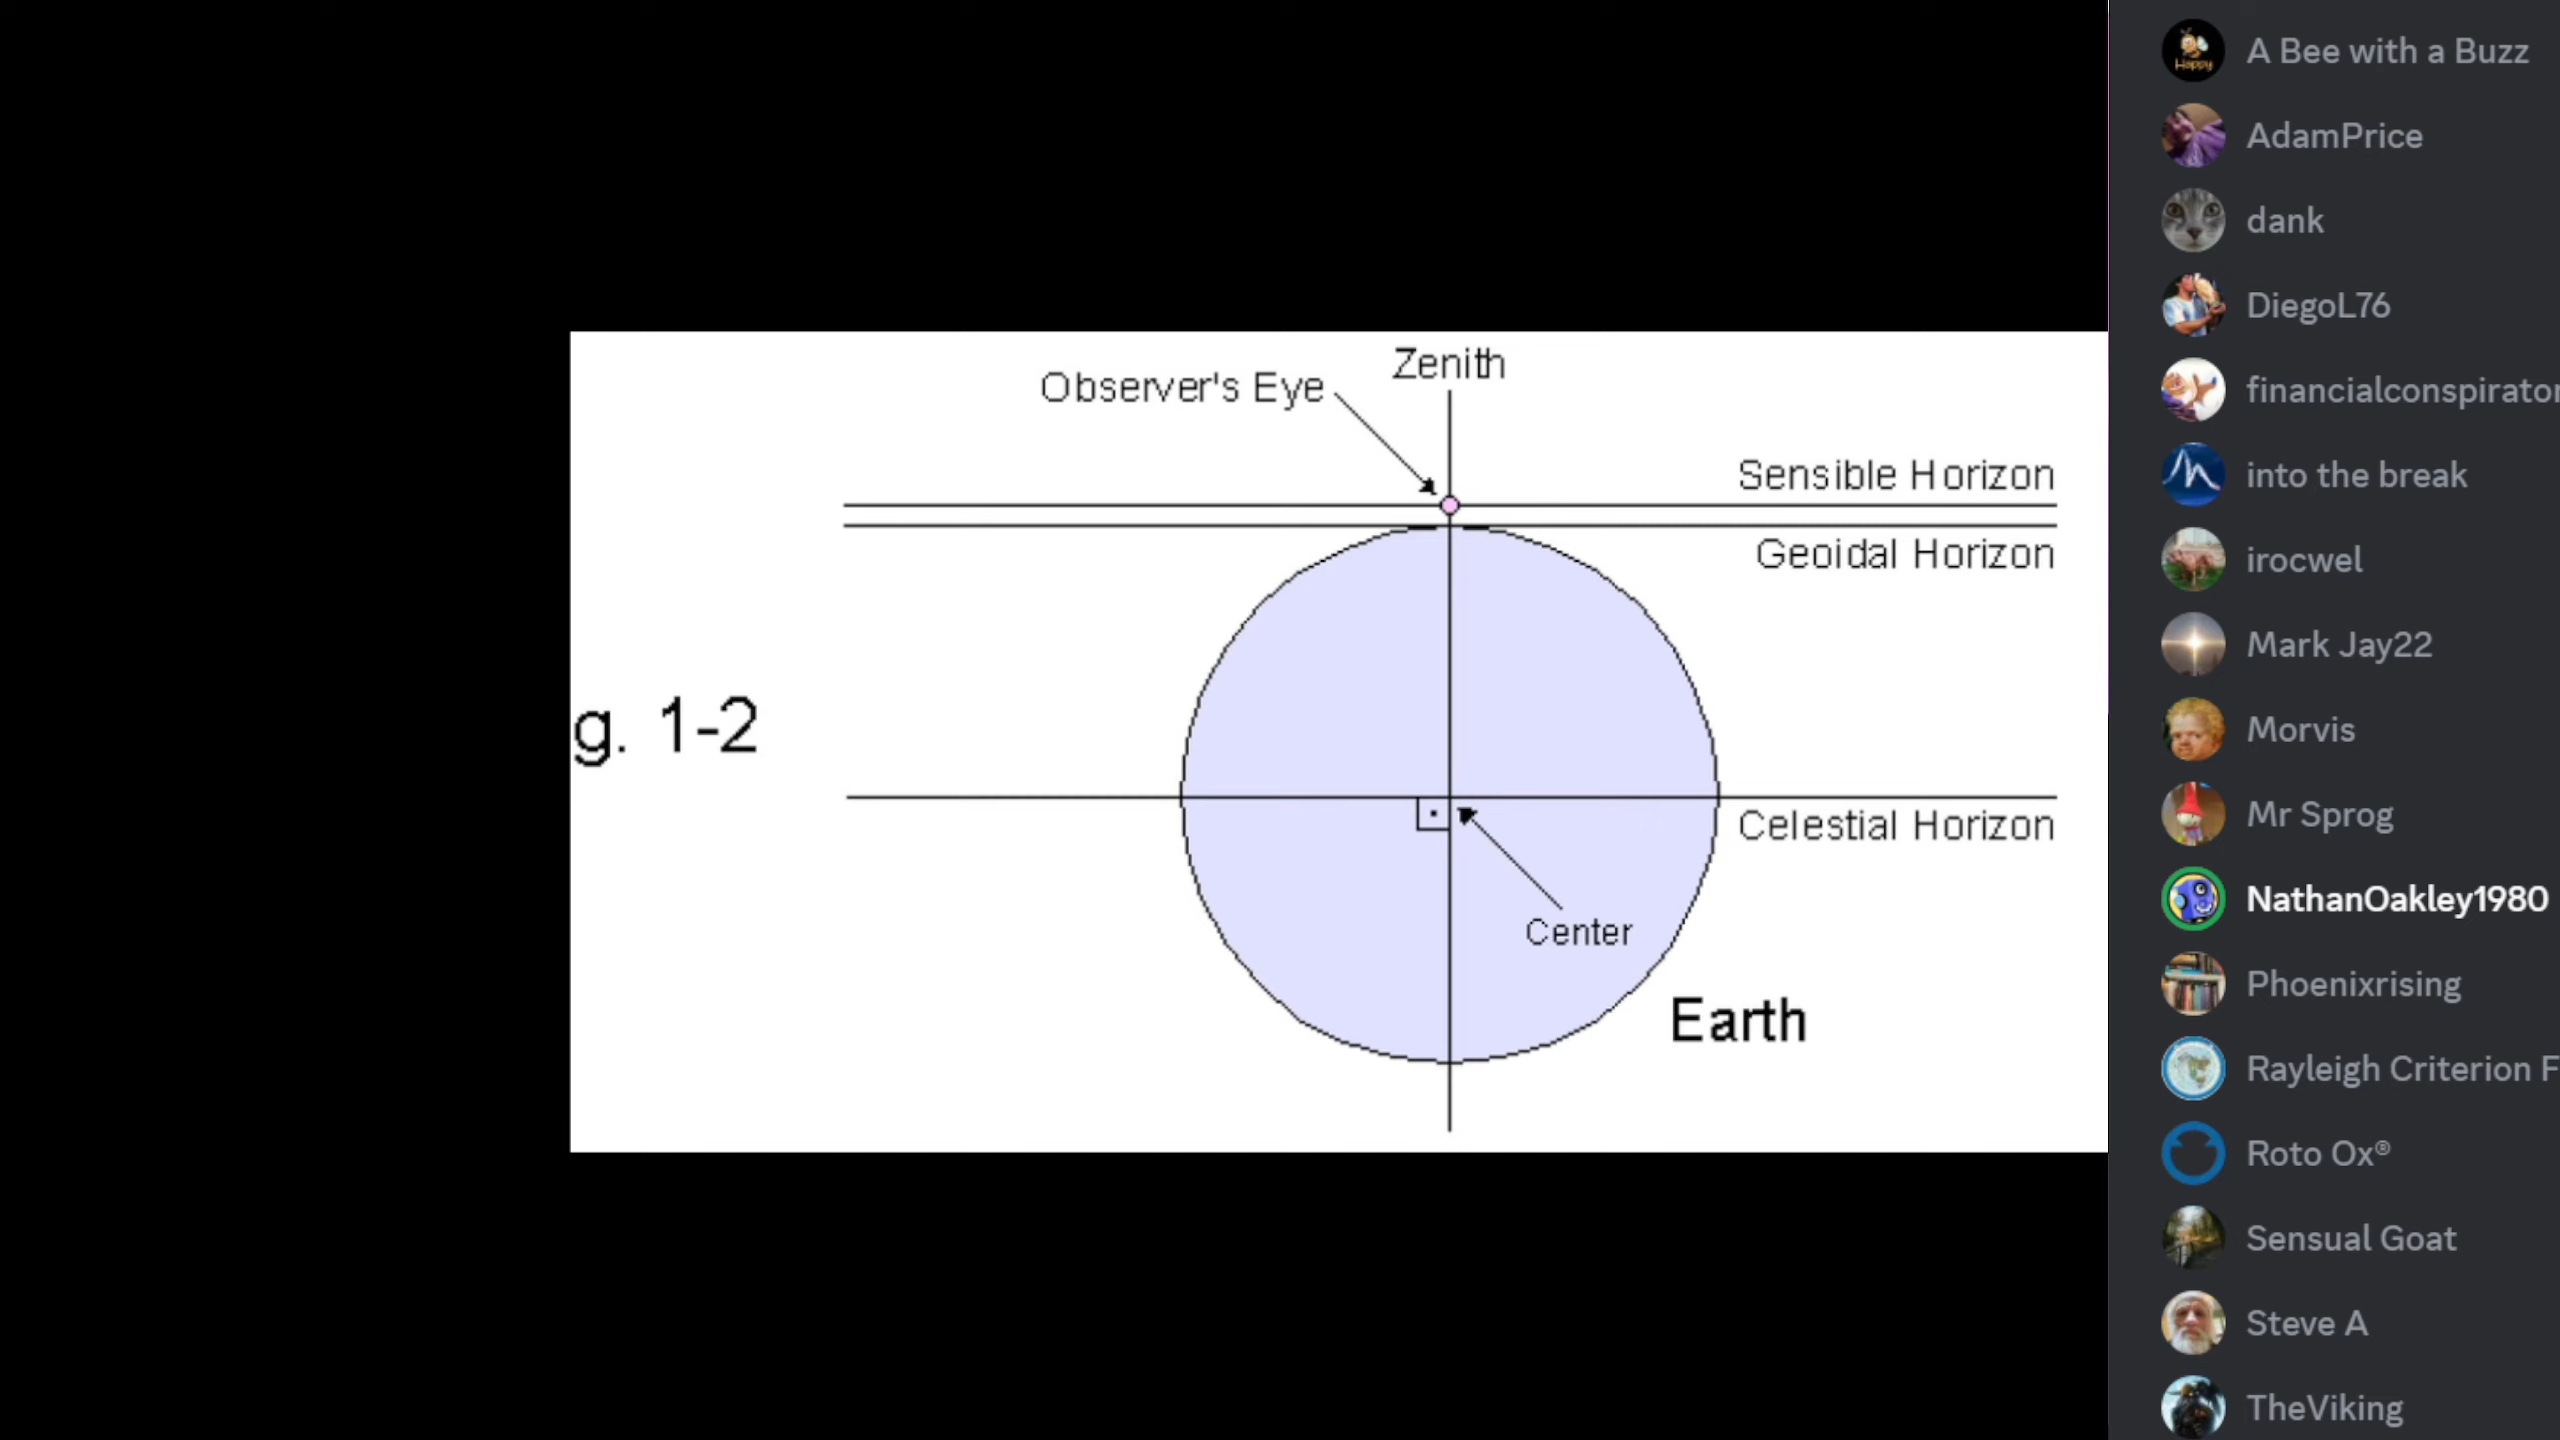 Zenith
Observer's Eye
Sensible Horizon
Geoidal Horizon
g. 1-2
Celestial Horizon
Center
Earth
A Bee with a Buzz
Happy
AdamPrice
dank
DiegoL76
financialconspirator
into the break
irocwel
Mark Jay22
Morvis
Mr Sprog
NathanOakley1980
Phoenixrising
Rayleigh Criterion F
Roto Ox®
Sensual Goat
Steve A
TheViking